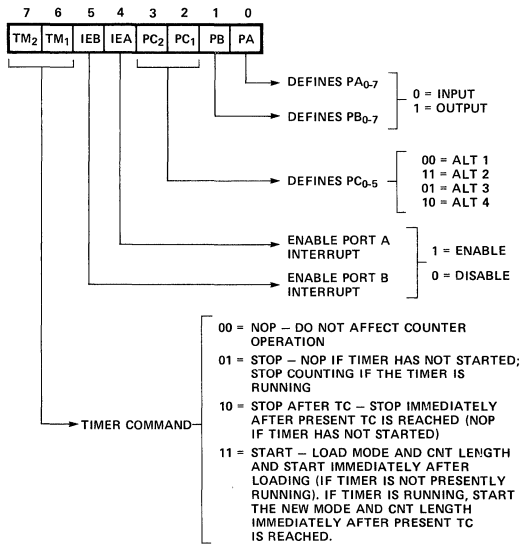 7 6 5 4 3 2 1 0
TM2 TM1 IEB IEA PC2 PC1 PB PA
DEFINES PA0-7
0 = INPUT
1 = OUTPUT
DEFINES PB0-7
DEFINES PC0-5
00 = ALT 1
11 = ALT 2
01 = ALT 3
10 = ALT 4
ENABLE PORT A
INTERRUPT
1 = ENABLE
0 = DISABLE
ENABLE PORT B
INTERRUPT
TIMER COMMAND
00 = NOP – DO NOT AFFECT COUNTER
OPERATION
01 = STOP – NOP IF TIMER HAS NOT STARTED;
STOP COUNTING IF THE TIMER IS
RUNNING
10 = STOP AFTER TC – STOP IMMEDIATELY
AFTER PRESENT TC IS REACHED (NOP
IF TIMER HAS NOT STARTED)
11 = START – LOAD MODE AND CNT LENGTH
AND START IMMEDIATELY AFTER
LOADING (IF TIMER IS NOT PRESENTLY
RUNNING). IF TIMER IS RUNNING, START
THE NEW MODE AND CNT LENGTH
IMMEDIATELY AFTER PRESENT TC
IS REACHED.